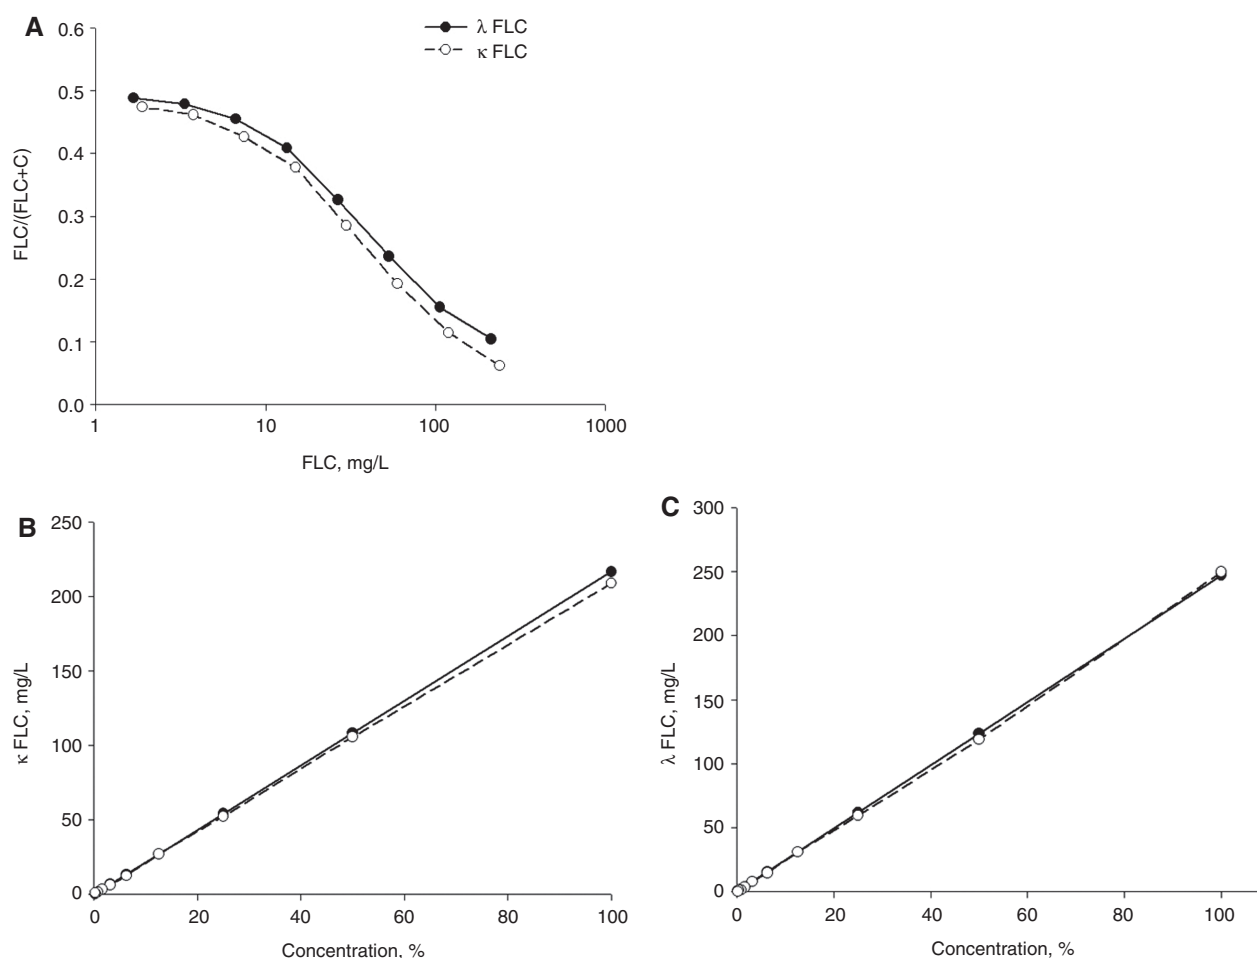 A
λ FLC
κ FLC
0.6
0.5
0.4
0.3
0.2
0.1
0.0
FLC/(FLC+C)
1 10 100 1000
FLC, mg/L
B
250
200
150
100
50
0
κ FLC, mg/L
0 20 40 60 80 100
Concentration, %
C
300
250
200
150
100
50
0
λ FLC, mg/L
0 20 40 60 80 100
Concentration, %